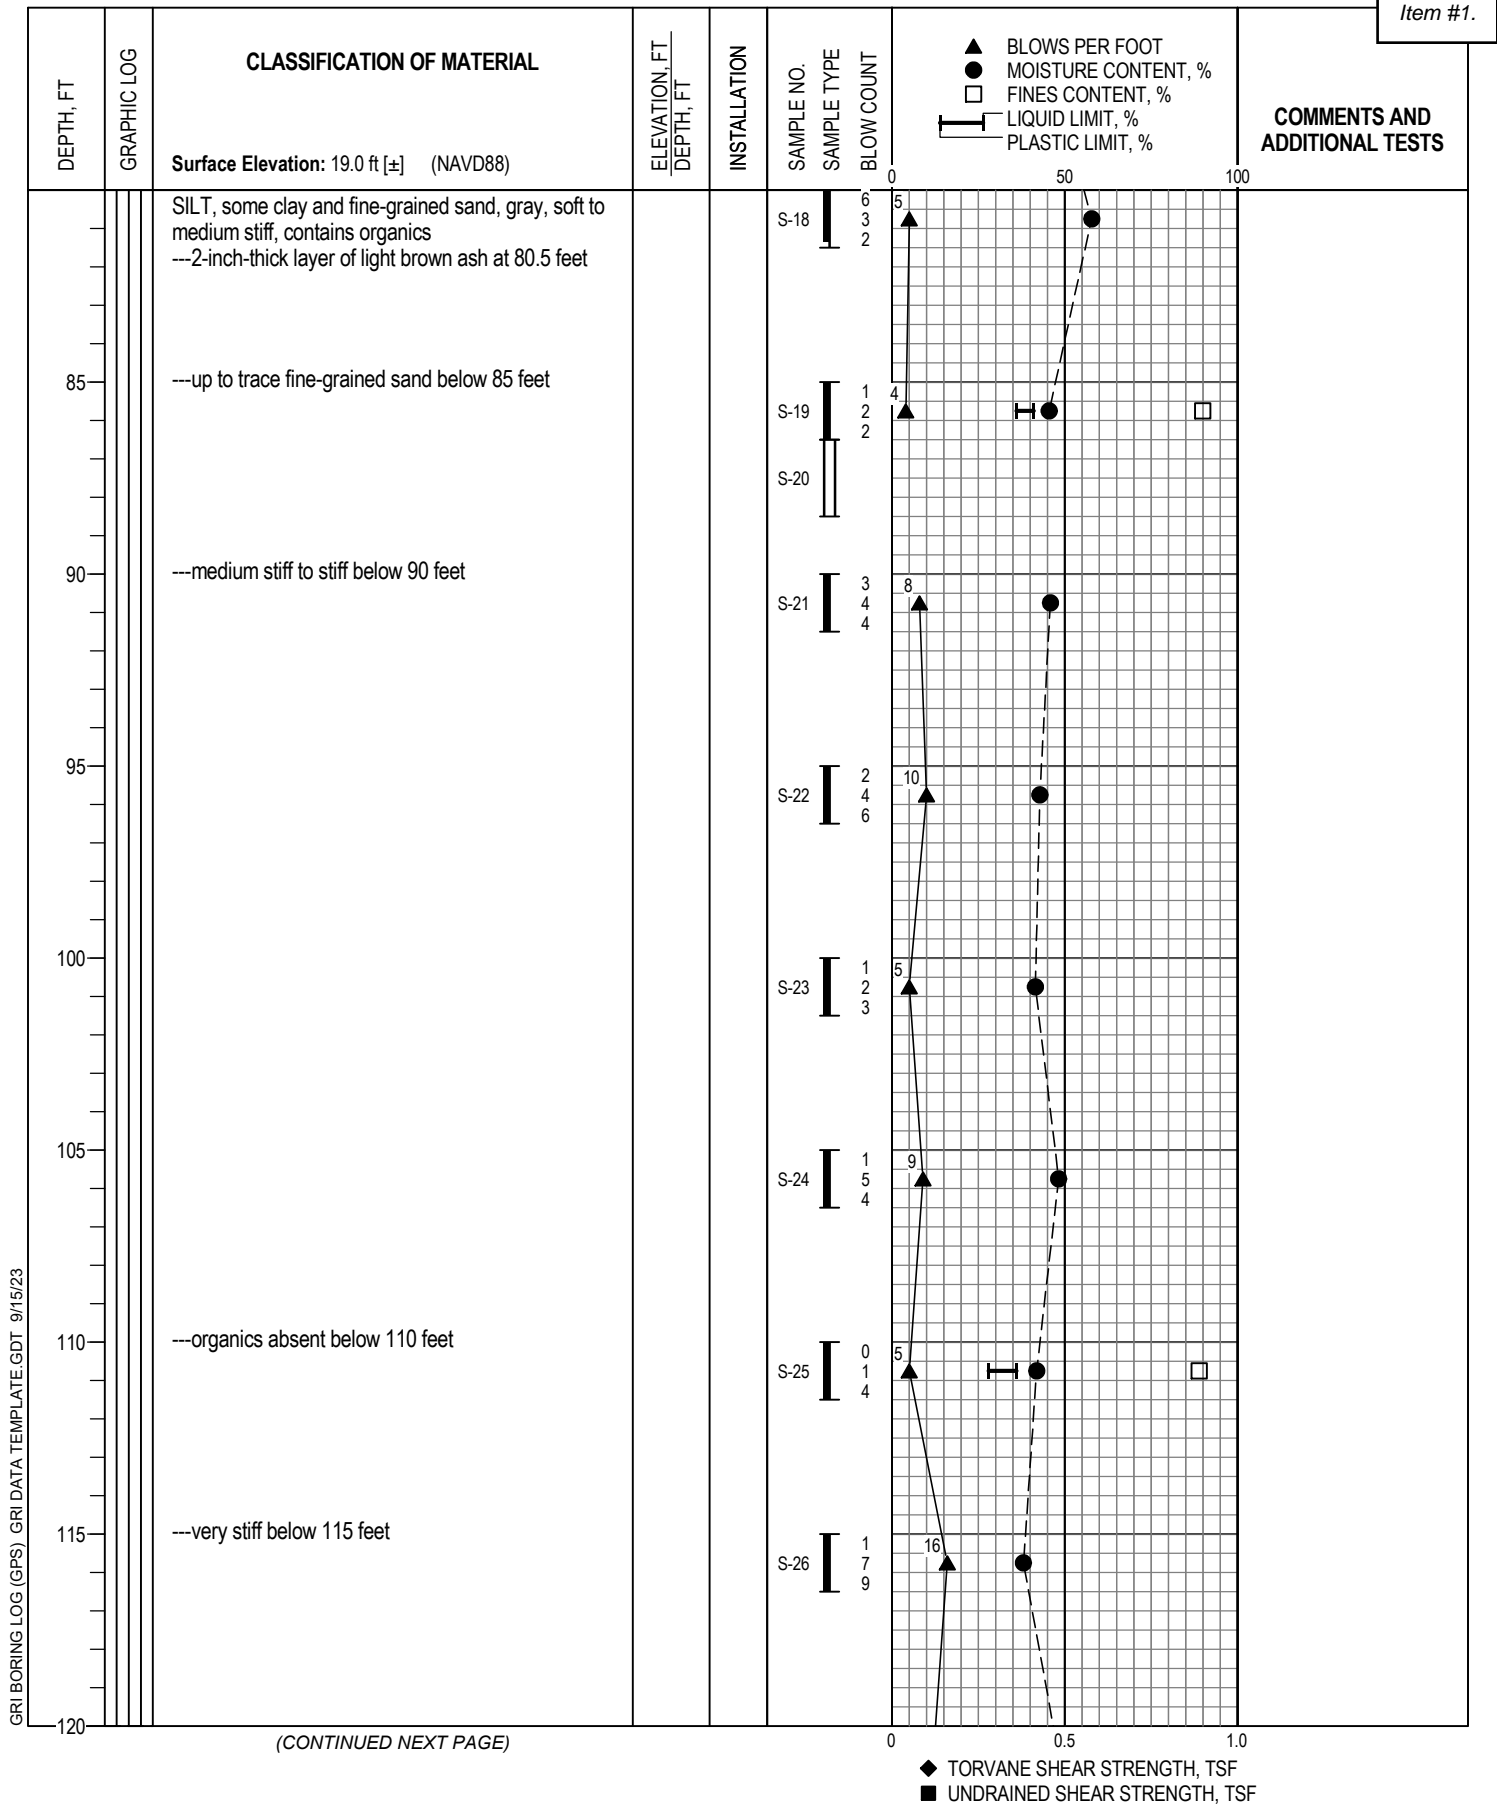 Item #1.
DEPTH, FT
GRAPHIC LOG
CLASSIFICATION OF MATERIAL
Surface Elevation: 19.0 ft [±] (NAVD88)
ELEVATION, FT
DEPTH, FT
INSTALLATION
SAMPLE NO.
SAMPLE TYPE
BLOW COUNT
BLOWS PER FOOT
MOISTURE CONTENT, %
FINES CONTENT, %
LIQUID LIMIT, %
PLASTIC LIMIT, %
0 50 100
COMMENTS AND
ADDITIONAL TESTS
SILT, some clay and fine-grained sand, gray, soft to
medium stiff, contains organics
---2-inch-thick layer of light brown ash at 80.5 feet
S-18
6
3
2
5
85
---up to trace fine-grained sand below 85 feet
S-19
1
2
2
4
S-20
90
---medium stiff to stiff below 90 feet
S-21
3
4
4
8
95
S-22
2
4
6
10
100
S-23
1
2
3
5
105
S-24
1
5
4
9
110
---organics absent below 110 feet
S-25
0
1
4
5
115
---very stiff below 115 feet
S-26
1
7
9
16
120
(CONTINUED NEXT PAGE)
0 0.5 1.0
TORVANE SHEAR STRENGTH, TSF
UNDRAINED SHEAR STRENGTH, TSF
GRI BORING LOG (GPS) GRI DATA TEMPLATE.GDT 9/15/23